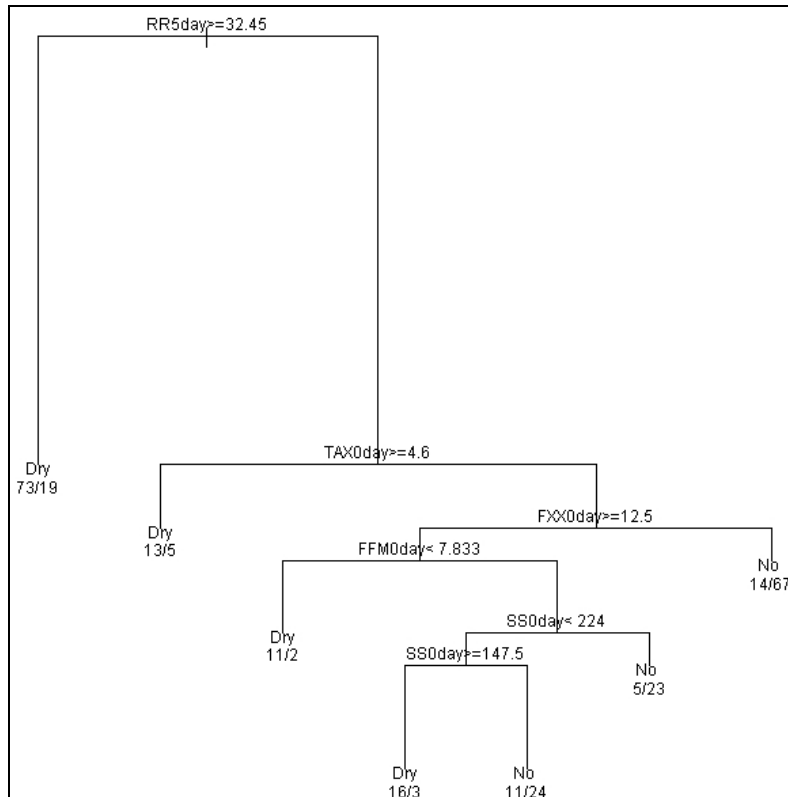 RR5day>=32.45
TAX0day>=4.6
Dry
73/19
FXX0day>=12.5
Dry
13/5
FFM0day< 7.833
No
14/67
SS0day< 224
Dry
11/2
SS0day>=147.5
No
5/23
Dry
16/3
No
11/24